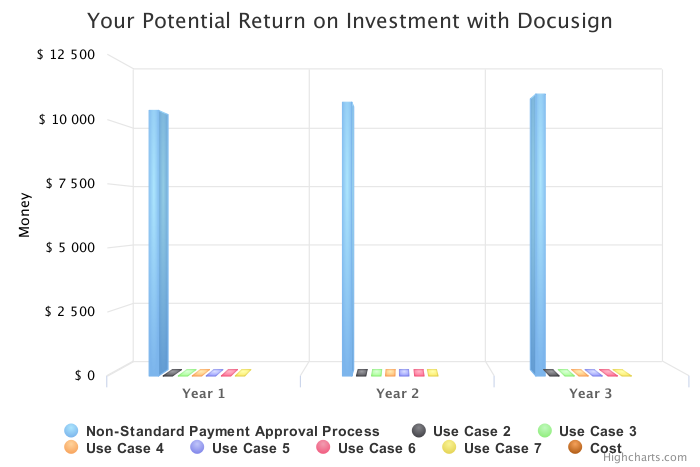 Your Potential Return on Investment with Docusign
$ 12 500
$ 10 000
$ 7 500
$ 5 000
$ 2 500
$ 0
Money
Year 1 Year 2 Year 3
Non-Standard Payment Approval Process Use Case 2 Use Case 3
Use Case 4 Use Case 5 Use Case 6 Use Case 7 Cost
Highcharts.com